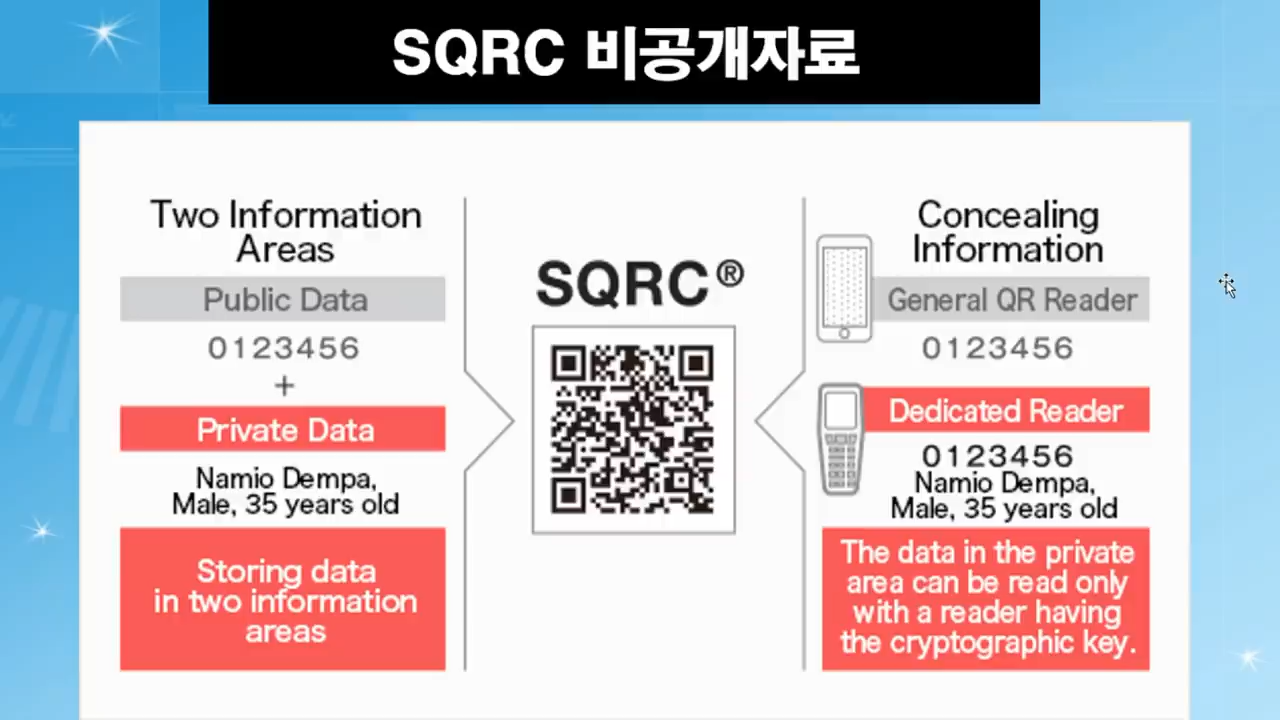 SQRC 비공개자료
Two Information
Areas
Public Data
0123456
+
Private Data
Namio Dempa,
Male, 35 years old
Storing data
in two information
areas
SQRC®
Concealing
Information
General QR Reader
0123456
Dedicated Reader
0123456
Namio Dempa,
Male, 35 years old
The data in the private
area can be read only
with a reader having
the cryptographic key.